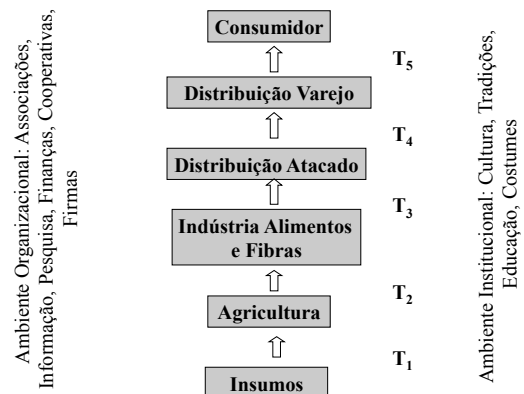 Ambiente Organizacional: Associações,
Informação, Pesquisa, Finanças, Cooperativas,
Firmas
Consumidor
T5
Distribuição Varejo
T4
Distribuição Atacado
T3
Indústria Alimentos
e Fibras
T2
Agricultura
T1
Insumos
Ambiente Institucional: Cultura, Tradições,
Educação, Costumes